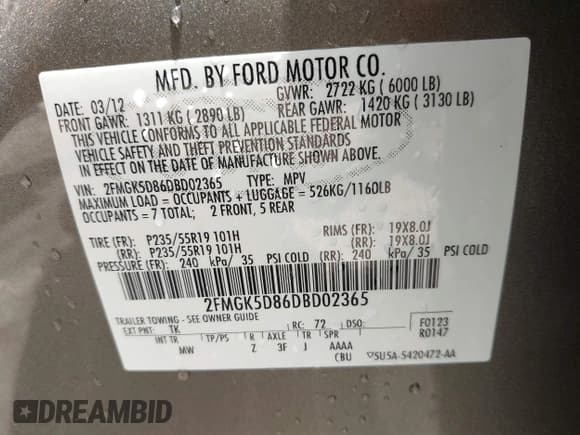 MFD. BY FORD MOTOR CO.
DATE: 03/12 GVWR: 2722 KG ( 6000 LB)
FRONT GAWR: 1311 KG ( 2890 LB) REAR GAWR: 1420 KG ( 3130 LB)
THIS VEHICLE CONFORMS TO ALL APPLICABLE FEDERAL MOTOR
VEHICLE SAFETY AND THEFT PREVENTION STANDARDS
IN EFFECT ON THE DATE OF MANUFACTURE SHOWN ABOVE.
VIN: 2FMGK5D86DBD02365 TYPE: MPV
MAXIMUM LOAD = OCCUPANTS + LUGGAGE = 526KG/1160LB
OCCUPANTS = 7 TOTAL; 2 FRONT, 5 REAR
TIRE (FR): P235/55R19 101H RIMS (FR): 19X8.0J
(RR): P235/55R19 101H (RR): 19X8.0J
PRESSURE (FR): 240 kPa/ 35 PSI COLD (RR): 240 kPa/ 35 PSI COLD
2FMGK5D86DBD02365
TRAILER TOWING - SEE OWNER GUIDE
EXT PNT: TK RC: 72 DSO: F0123
INT TR TP/PS R AXLE TR SPR R0147
MW Z 3F J AAAA
CBU 5U5A-5420472-AA
DREAMBID